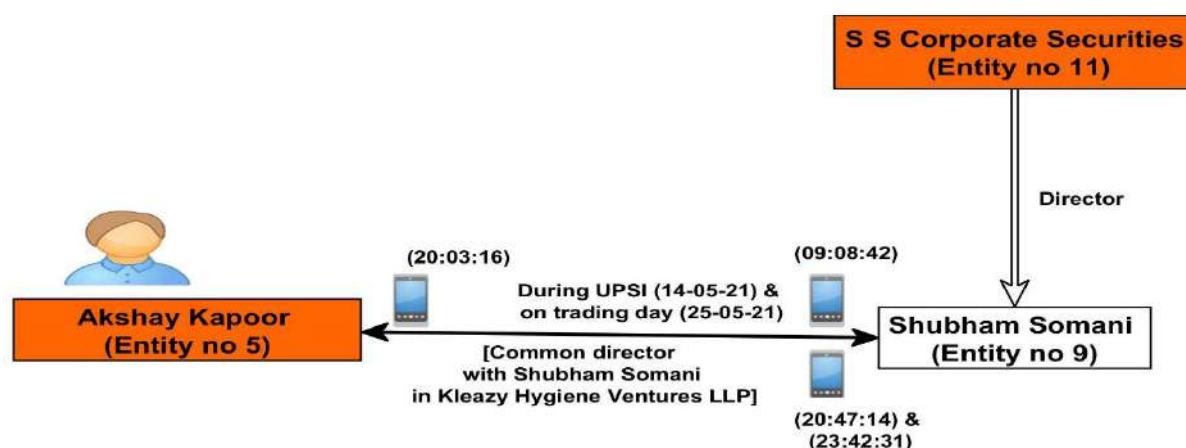 S S Corporate Securities
(Entity no 11)
Director
(20:03:16)
(09:08:42)
During UPSI (14-05-21) &
on trading day (25-05-21)
Akshay Kapoor
(Entity no 5)
Shubham Somani
(Entity no 9)
[Common director
with Shubham Somani
in Kleazy Hygiene Ventures LLP]
(20:47:14) &
(23:42:31)